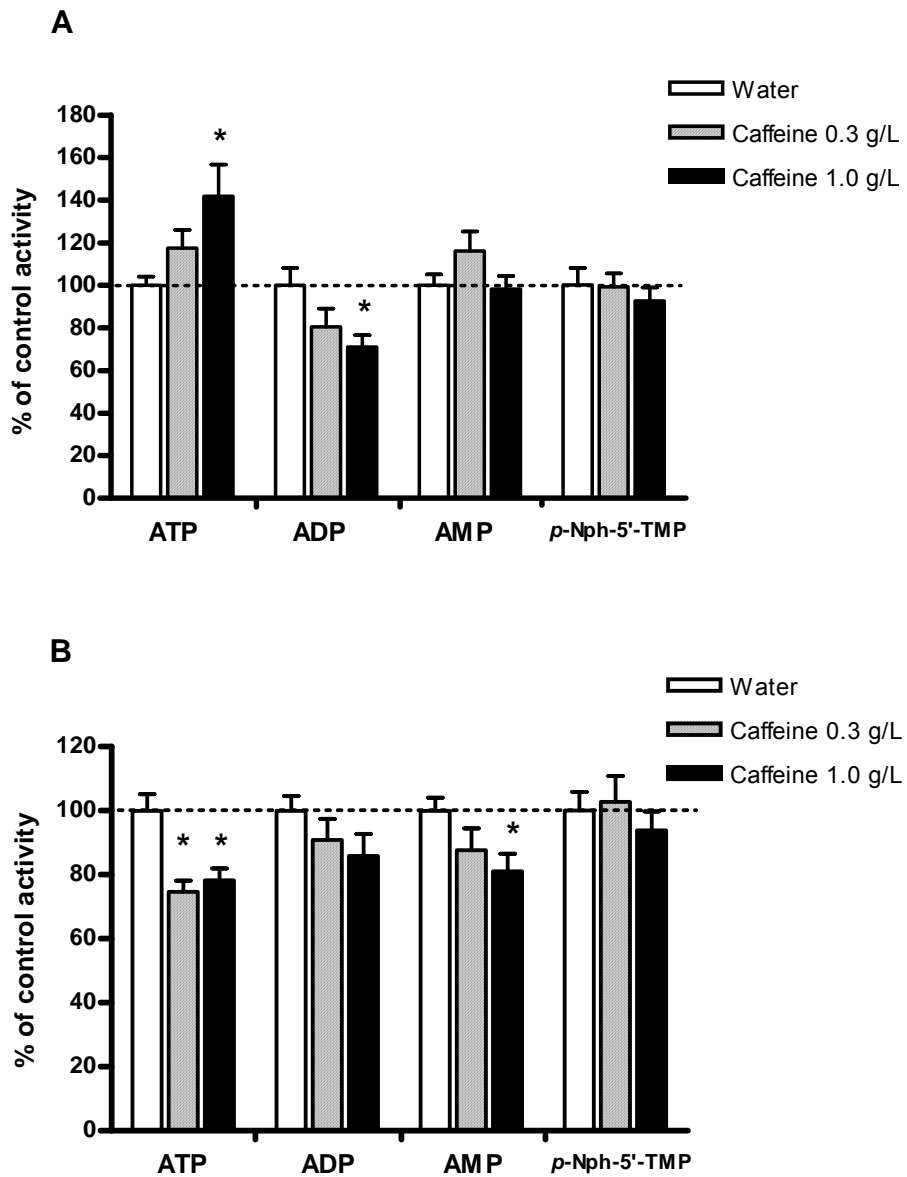 A
Water
Caffeine 0.3 g/L
Caffeine 1.0 g/L
% of control activity
180
160
140
120
100
80
60
40
20
0
*
*
ATP ADP AMP p-Nph-5'-TMP
B
Water
Caffeine 0.3 g/L
Caffeine 1.0 g/L
% of control activity
120
100
80
60
40
20
0
* * *
ATP ADP AMP p-Nph-5'-TMP